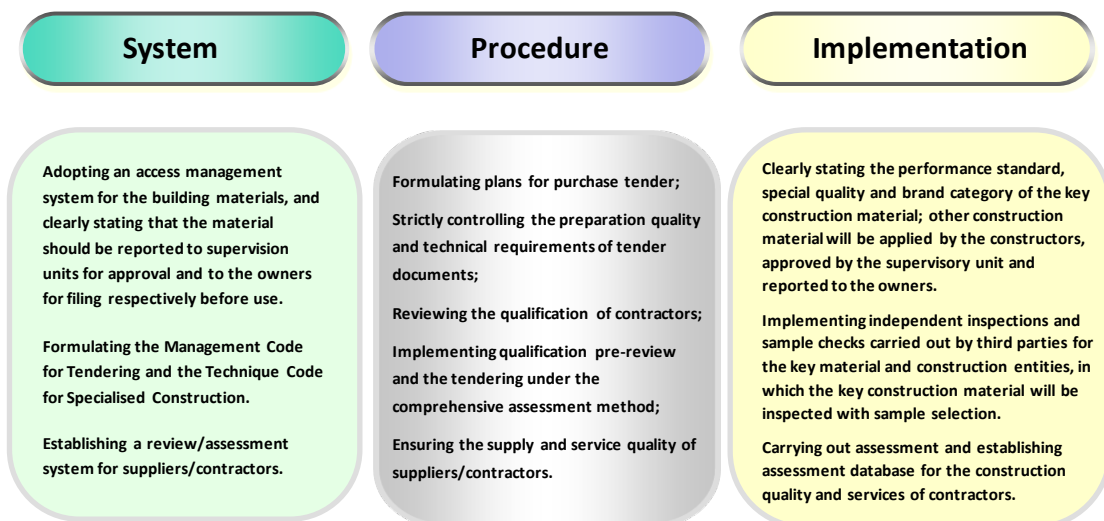 System
Procedure
Implementation
Adopting an access management
system for the building materials, and
clearly stating that the material
should be reported to supervision
units for approval and to the owners
for filing respectively before use.
Formulating the Management Code
for Tendering and the Technique Code
for Specialised Construction.
Establishing a review/assessment
system for suppliers/contractors.
Formulating plans for purchase tender;
Strictly controlling the preparation quality
and technical requirements of tender
documents;
Reviewing the qualification of contractors;
Implementing qualification pre-review
and the tendering under the
comprehensive assessment method;
Ensuring the supply and service quality of
suppliers/contractors.
Clearly stating the performance standard,
special quality and brand category of the key
construction material; other construction
material will be applied by the constructors,
approved by the supervisory unit and
reported to the owners.
Implementing independent inspections and
sample checks carried out by third parties for
the key material and construction entities, in
which the key construction material will be
inspected with sample selection.
Carrying out assessment and establishing
assessment database for the construction
quality and services of contractors.